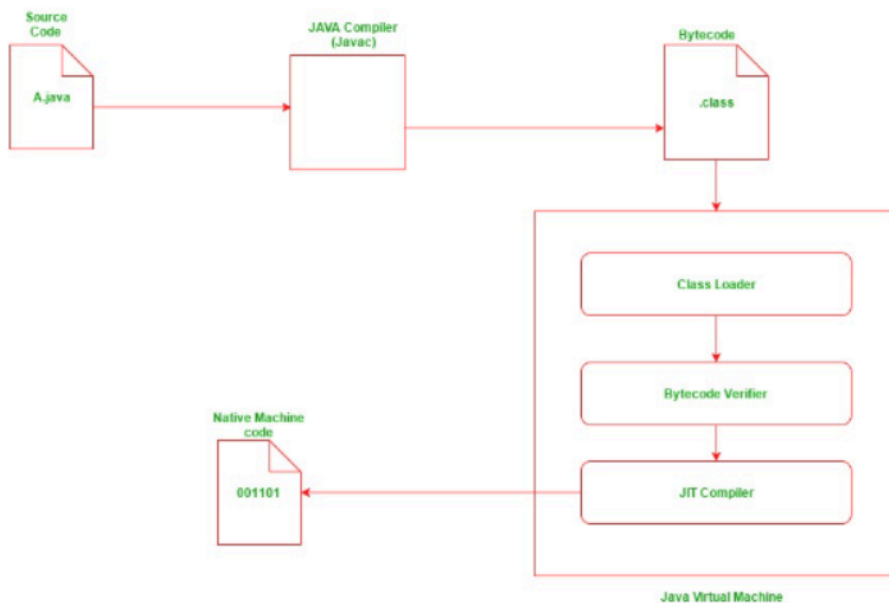 Source
Code
A.java
JAVA Compiler
(Javac)
Bytecode
.class
Class Loader
Bytecode Verifier
JIT Compiler
Native Machine
code
001101
Java Virtual Machine